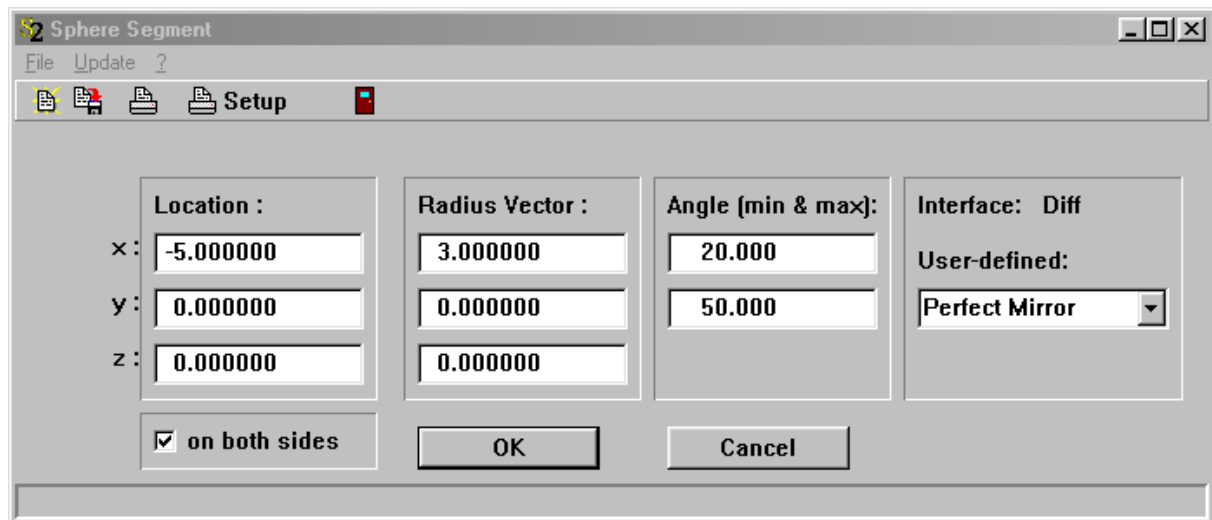 S2 Sphere Segment
File Update ?
Setup
Location : Radius Vector : Angle (min & max): Interface: Diff
x: -5.000000 3.000000 20.000 User-defined:
y: 0.000000 0.000000 50.000 Perfect Mirror
z: 0.000000 0.000000
on both sides OK Cancel